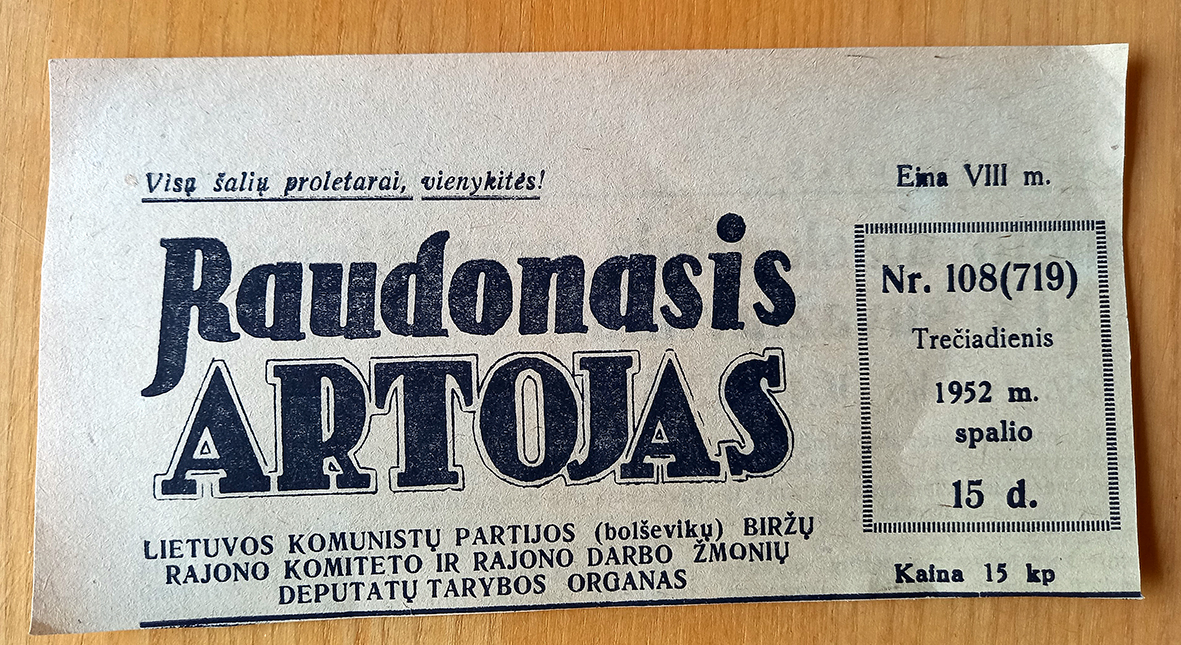 Visų šalių proletarai, vienykitės!
Eina VIII m.
Raudonasis
ARTOJAS
LIETUVOS KOMUNISTŲ PARTIJOS (bolševikų) BIRŽŲ
RAJONO KOMITETO IR RAJONO DARBO ŽMONIŲ
DEPUTATŲ TARYBOS ORGANAS
Nr. 108(719)
Trečiadienis
1952 m.
spalio
15 d.
Kaina 15 kp